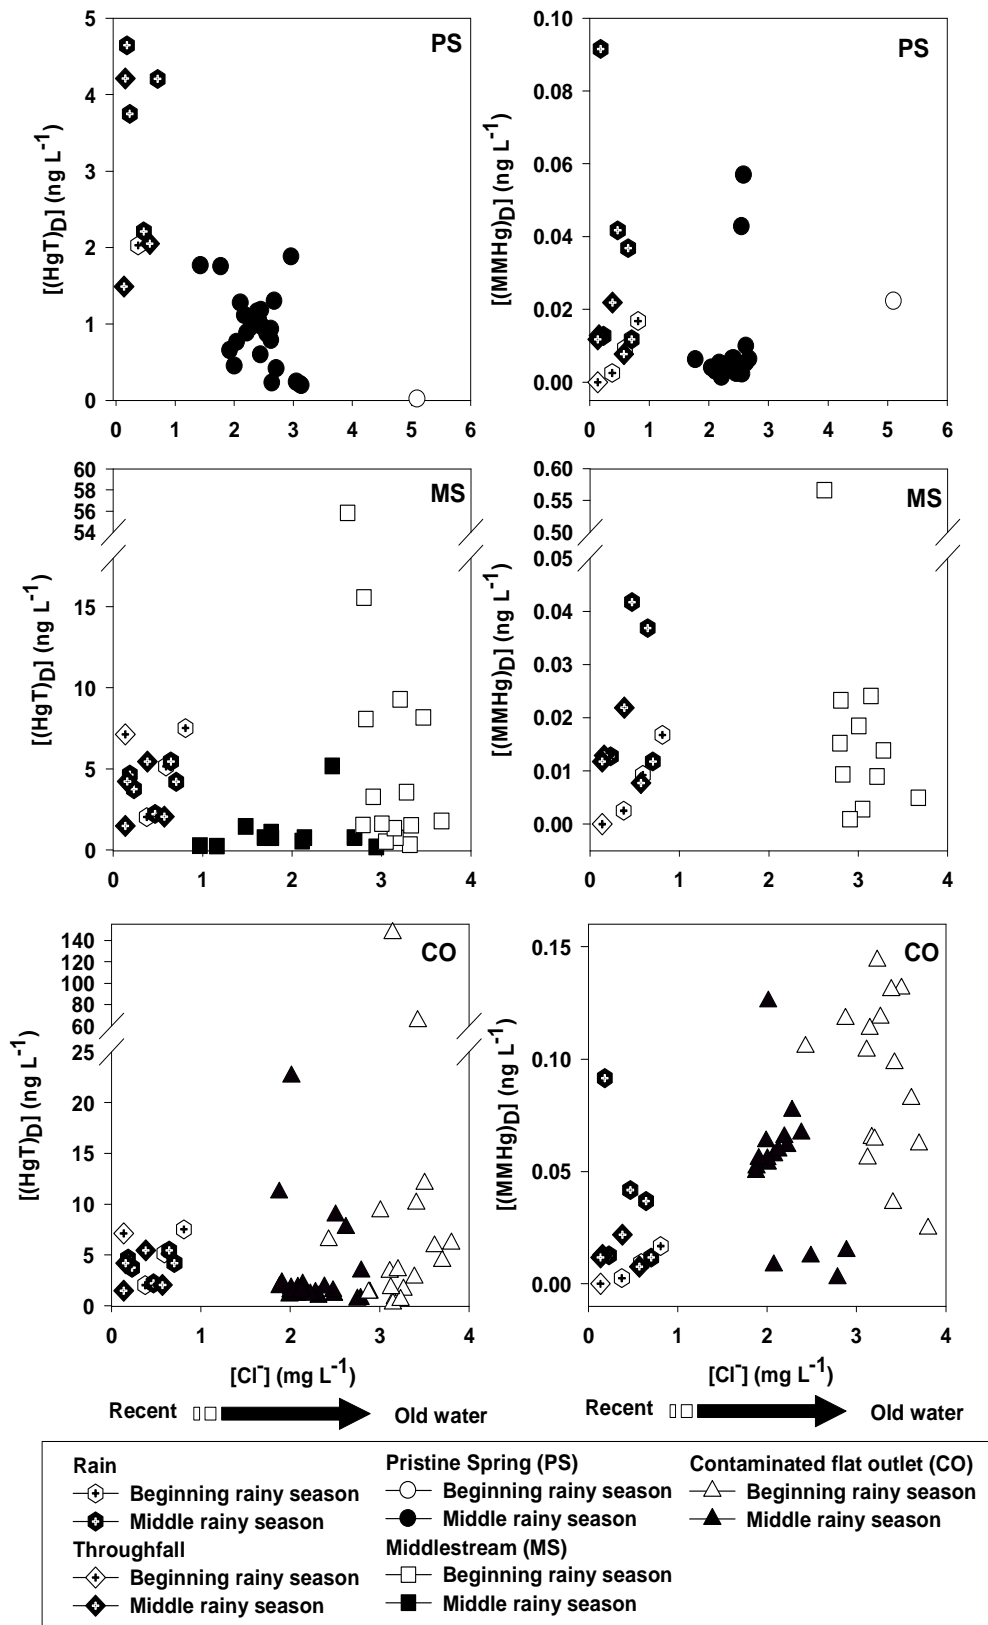 PS
[(HgT)D] (ng L-1)
5
4
3
2
1
0
0 1 2 3 4 5 6
PS
[(MMHg)D] (ng L-1)
0.10
0.08
0.06
0.04
0.02
0.00
0 1 2 3 4 5 6
MS
[(HgT)D] (ng L-1)
60
58
56
54
15
10
5
0
0 1 2 3 4
MS
[(MMHg)D] (ng L-1)
0.60
0.55
0.50
0.05
0.04
0.03
0.02
0.01
0.00
0 1 2 3 4
CO
[(HgT)D] (ng L-1)
140
120
100
80
60
25
20
15
10
5
0
0 1 2 3 4
[Cl-] (mg L-1)
Recent Old water
CO
[(MMHg)D] (ng L-1)
0.15
0.10
0.05
0.00
0 1 2 3 4
[Cl-] (mg L-1)
Recent Old water
Rain
Beginning rainy season
Middle rainy season
Throughfall
Beginning rainy season
Middle rainy season
Pristine Spring (PS)
Beginning rainy season
Middle rainy season
Middlestream (MS)
Beginning rainy season
Middle rainy season
Contaminated flat outlet (CO)
Beginning rainy season
Middle rainy season